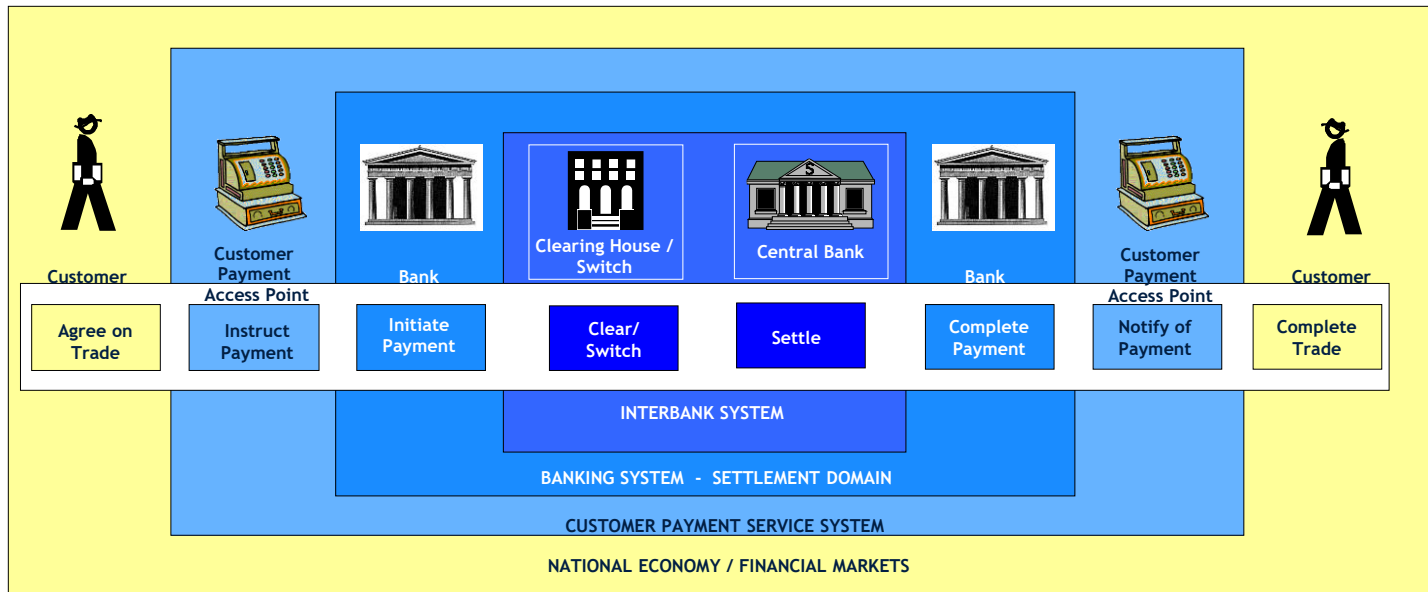 Customer
Customer
Payment
Access Point
Bank
Clearing House /
Switch
Central Bank
Bank
Customer
Payment
Access Point
Customer
Agree on
Trade
Instruct
Payment
Initiate
Payment
Clear/
Switch
Settle
Complete
Payment
Notify of
Payment
Complete
Trade
INTERBANK SYSTEM
BANKING SYSTEM - SETTLEMENT DOMAIN
CUSTOMER PAYMENT SERVICE SYSTEM
NATIONAL ECONOMY / FINANCIAL MARKETS